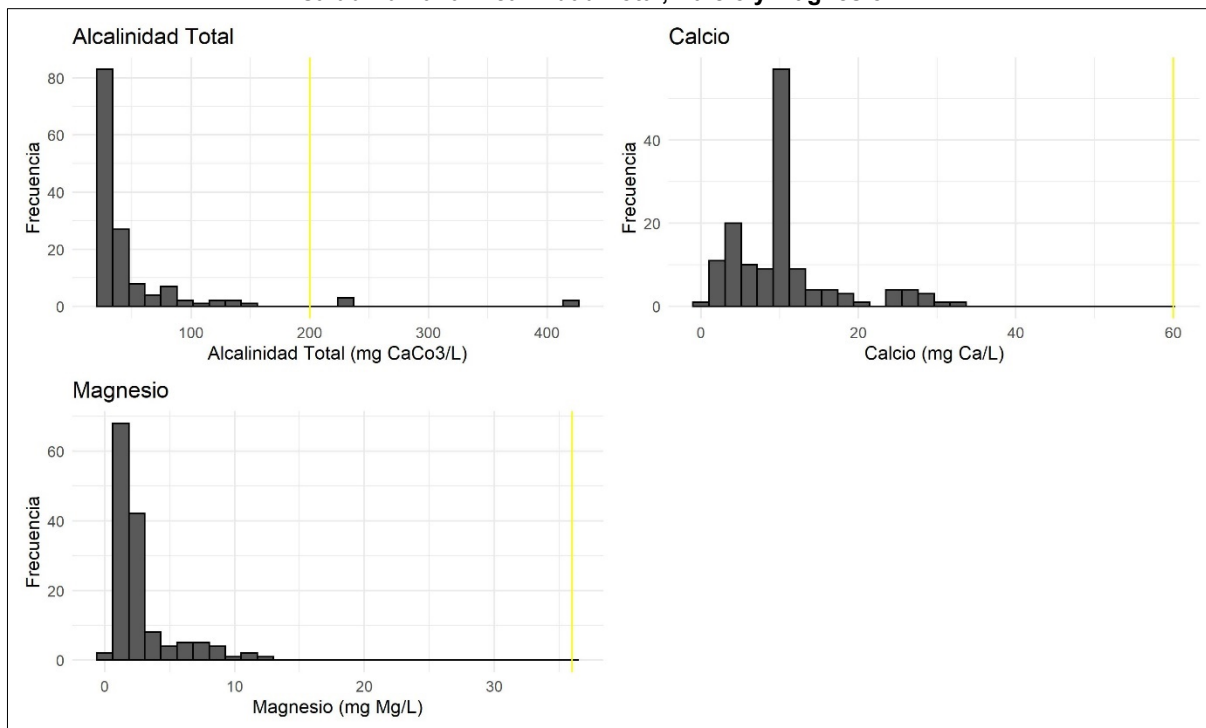 Alcalinidad Total
80
60
40
20
0
Frecuencia
100 200 300 400
Alcalinidad Total (mg CaCo3/L)
Calcio
40
20
0
Frecuencia
0 20 40 60
Calcio (mg Ca/L)
Magnesio
60
40
20
0
Frecuencia
0 10 20 30
Magnesio (mg Mg/L)